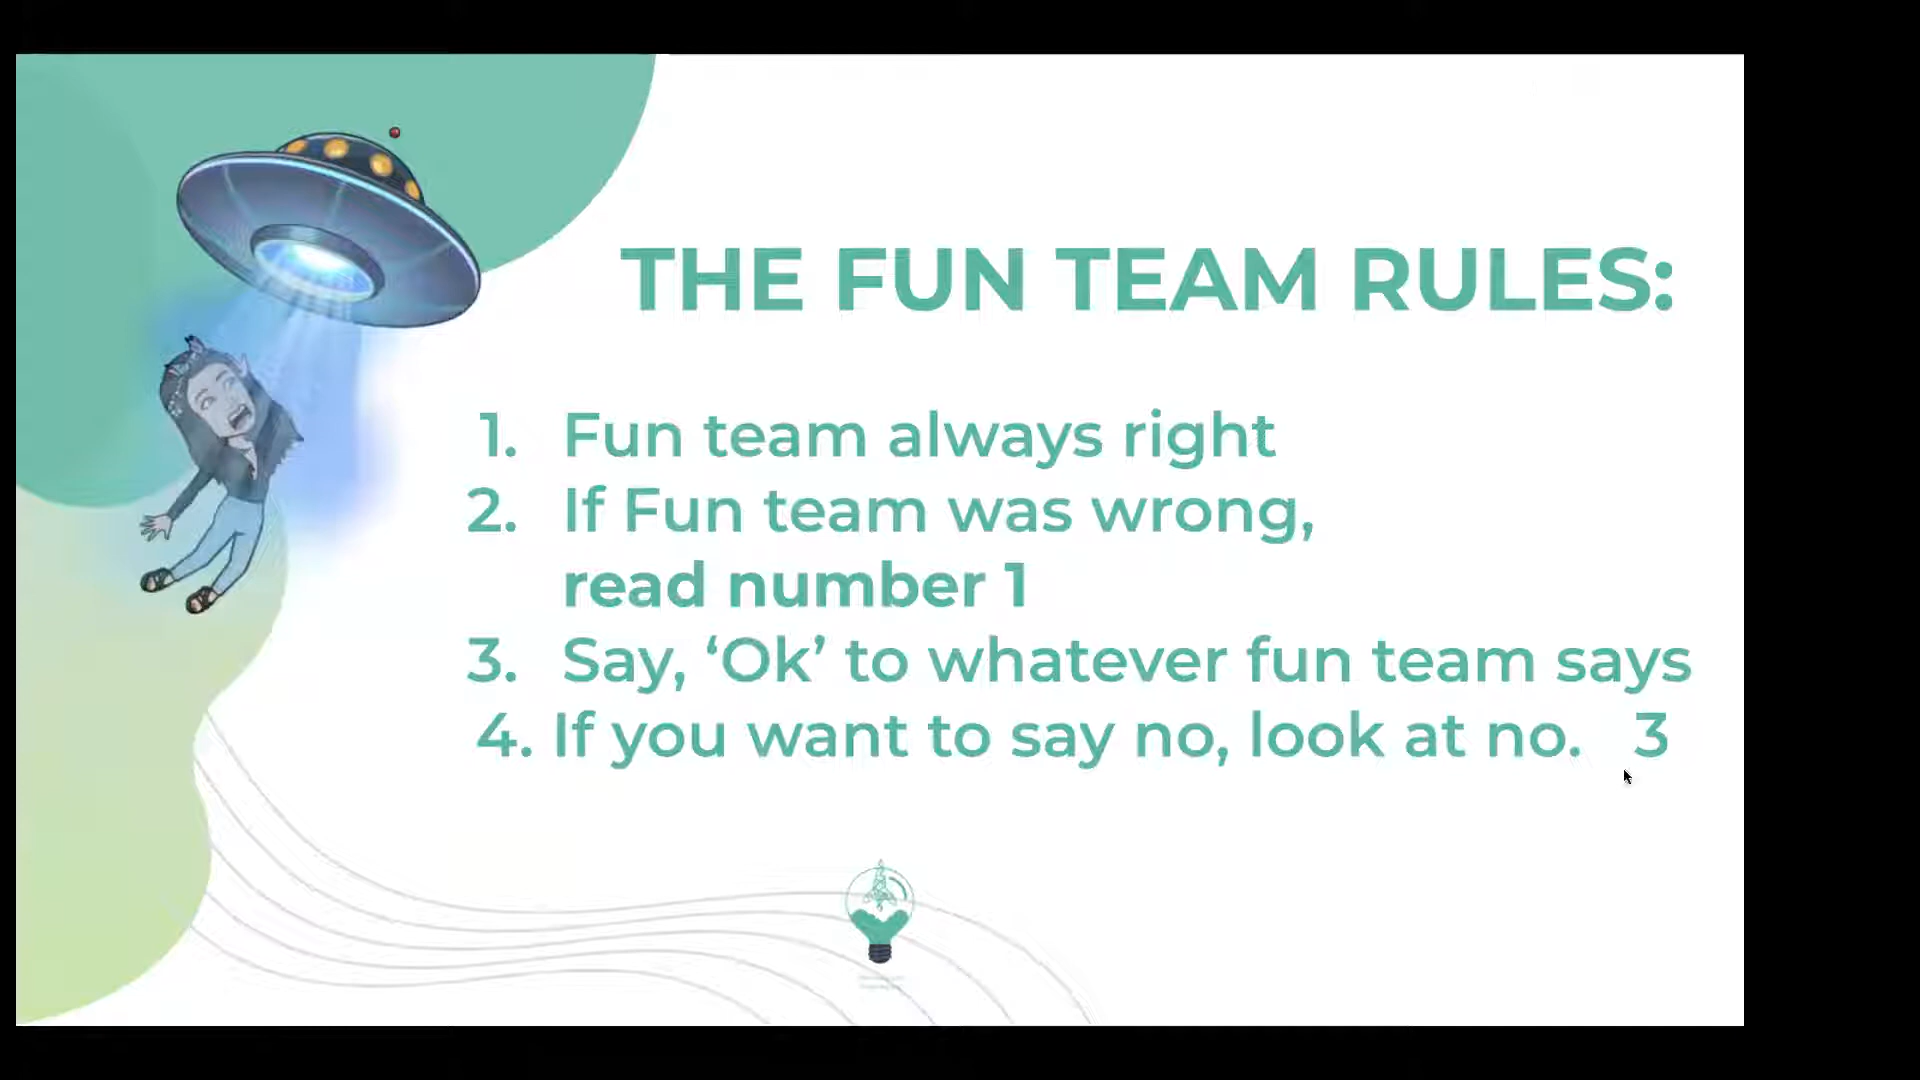 THE FUN TEAM RULES:
1. Fun team always right
2. If Fun team was wrong,
read number 1
3. Say, ‘Ok’ to whatever fun team says
4. If you want to say no, look at no. 3